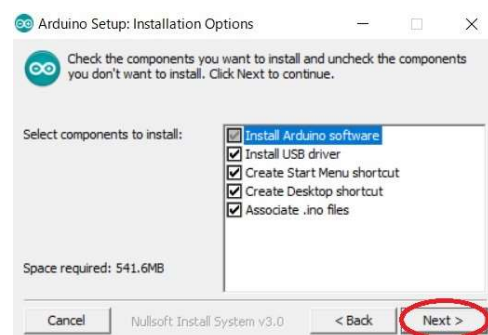 Arduino Setup: Installation Options
Check the components you want to install and uncheck the components
you don't want to install. Click Next to continue.
Select components to install:
Install Arduino software
Install USB driver
Create Start Menu shortcut
Create Desktop shortcut
Associate .ino files
Space required: 541.6MB
Cancel
Nullsoft Install System v3.0
< Back
Next >